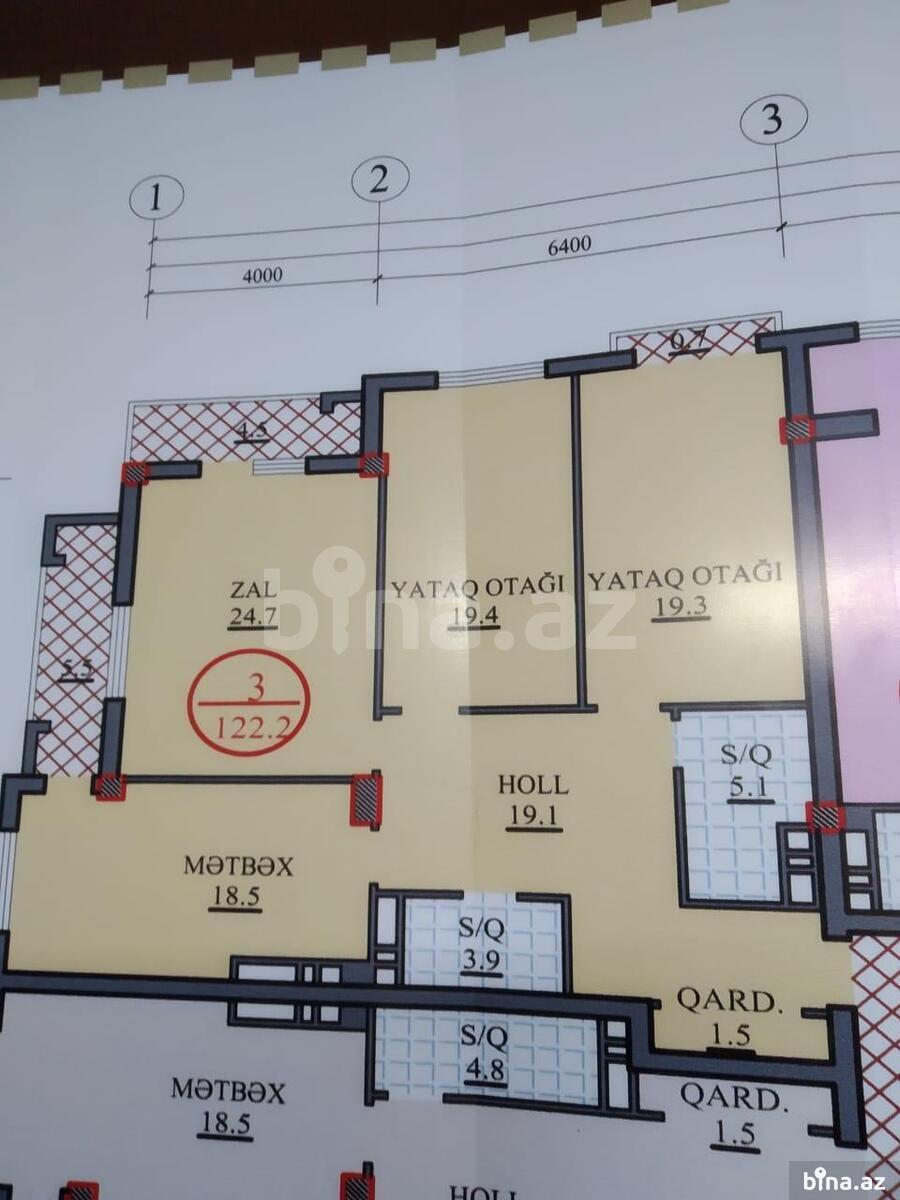 1
2
3
4000
6400
0.7
4.5
5.5
ZAL
24.7
YATAQ OTAĞI
19.4
YATAQ OTAĞI
19.3
3
122.2
bina.az
HOLL
19.1
S/Q
5.1
MƏTBƏX
18.5
S/Q
3.9
QARD.
1.5
S/Q
4.8
MƏTBƏX
18.5
QARD.
1.5
HOLL
bina.az